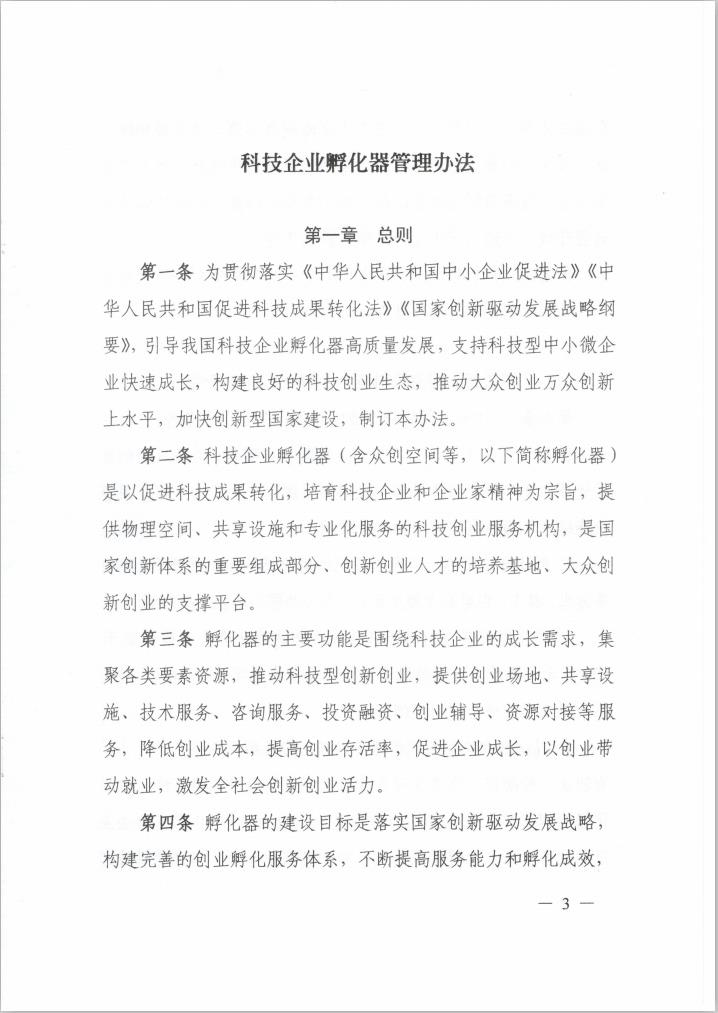 科技企业孵化器管理办法
第一章　总则
第一条 为贯彻落实《中华人民共和国中小企业促进法》《中
华人民共和国促进科技成果转化法》《国家创新驱动发展战略纲
要》，引导我国科技企业孵化器高质量发展，支持科技型中小微企
业快速成长，构建良好的科技创业生态，推动大众创业万众创新
上水平，加快创新型国家建设，制订本办法。
第二条 科技企业孵化器（含众创空间等，以下简称孵化器）
是以促进科技成果转化，培育科技企业和企业家精神为宗旨，提
供物理空间、共享设施和专业化服务的科技创业服务机构，是国
家创新体系的重要组成部分、创新创业人才的培养基地、大众创
新创业的支撑平台。
第三条 孵化器的主要功能是围绕科技企业的成长需求，集
聚各类要素资源，推动科技型创新创业，提供创业场地、共享设
施、技术服务、咨询服务、投资融资、创业辅导、资源对接等服
务，降低创业成本，提高创业存活率，促进企业成长，以创业带
动就业，激发全社会创新创业活力。
第四条 孵化器的建设目标是落实国家创新驱动发展战略，
构建完善的创业孵化服务体系，不断提高服务能力和孵化成效，
— 3 —